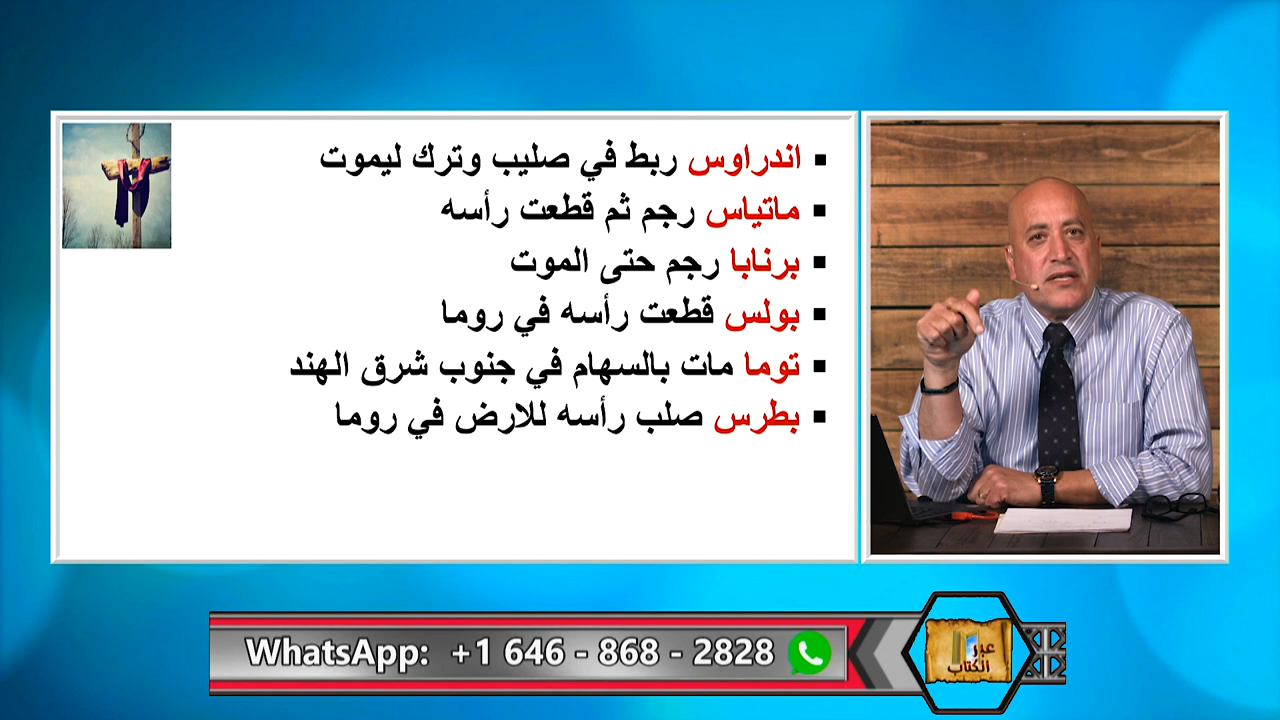 ▪ اندراوس ربط في صليب وترك ليموت
▪ ماتياس رجم ثم قطعت رأسه
▪ برنابا رجم حتى الموت
▪ بولس قطعت رأسه في روما
▪ توما مات بالسهام في جنوب شرق الهند
▪ بطرس صلب رأسه للارض في روما
WhatsApp: +1 646 - 868 - 2828
عبر
الكتاب